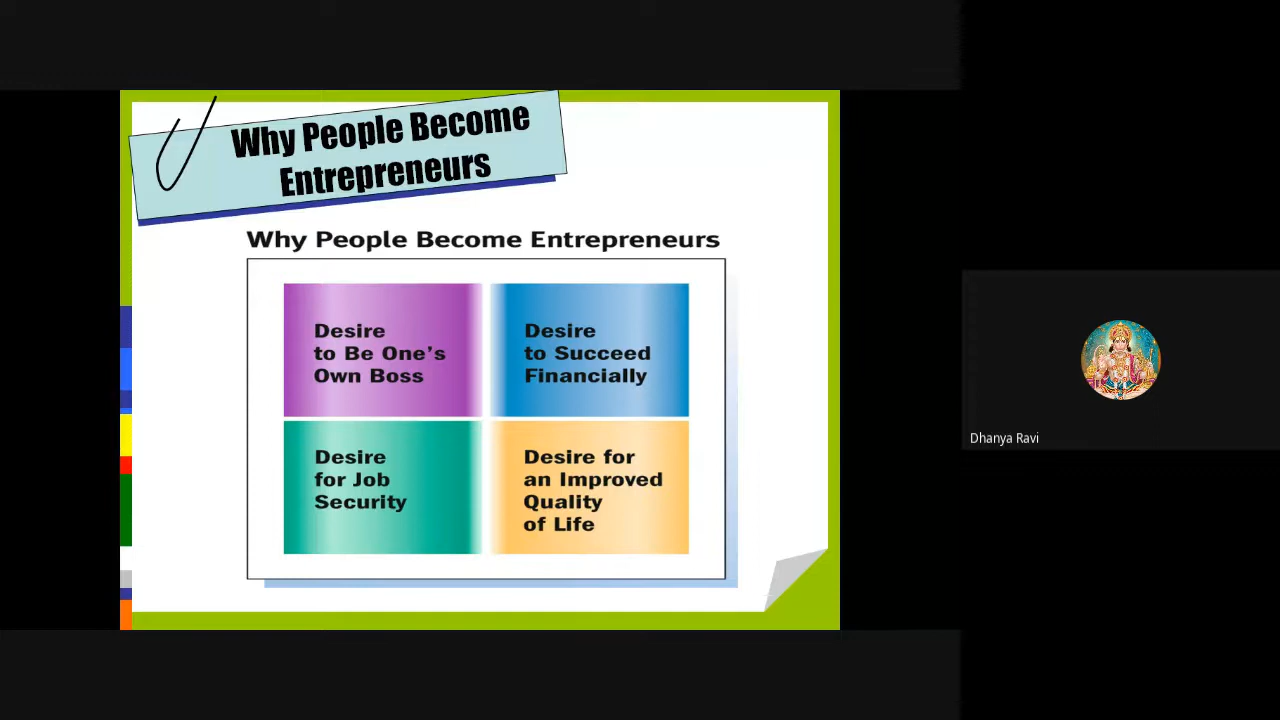 Why People Become
Entrepreneurs
Why People Become Entrepreneurs
Desire
to Be One's
Own Boss
Desire
to Succeed
Financially
Desire
for Job
Security
Desire for
an Improved
Quality
of Life
Dhanya Ravi